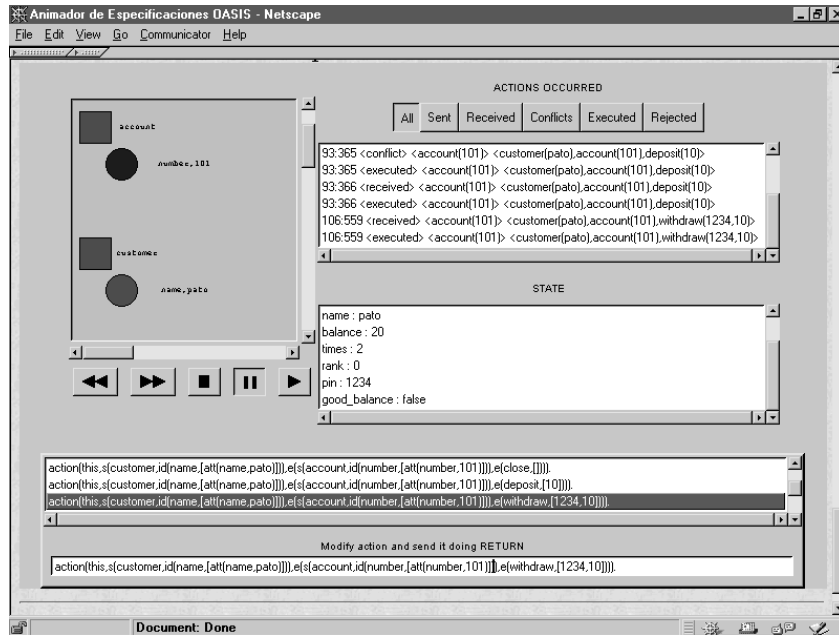 Animador de Especificaciones OASIS - Netscape
File Edit View Go Communicator Help
account
number,101
customer
name,pato
ACTIONS OCCURRED
All Sent Received Conflicts Executed Rejected
93:365 <conflict> <account(101)> <customer(pato),account(101),deposit(10)>
93:365 <executed> <account(101)> <customer(pato),account(101),deposit(10)>
93:366 <received> <account(101)> <customer(pato),account(101),deposit(10)>
93:366 <executed> <account(101)> <customer(pato),account(101),deposit(10)>
106:559 <received> <account(101)> <customer(pato),account(101),withdraw(1234,10)>
106:559 <executed> <account(101)> <customer(pato),account(101),withdraw(1234,10)>
STATE
name : pato
balance : 20
times : 2
rank : 0
pin : 1234
good_balance : false
action(this,s(customer,id(name,[att(name,pato)])),e(s(account,id(number,[att(number,101)])),e(close,[]))).
action(this,s(customer,id(name,[att(name,pato)])),e(s(account,id(number,[att(number,101)])),e(deposit,[10]))).
action(this,s(customer,id(name,[att(name,pato)])),e(s(account,id(number,[att(number,101)])),e(withdraw,[1234,10]))).
Modify action and send it doing RETURN
action(this,s(customer,id(name,[att(name,pato)])),e(s(account,id(number,[att(number,101)])),e(withdraw,[1234,10]))).
Document: Done